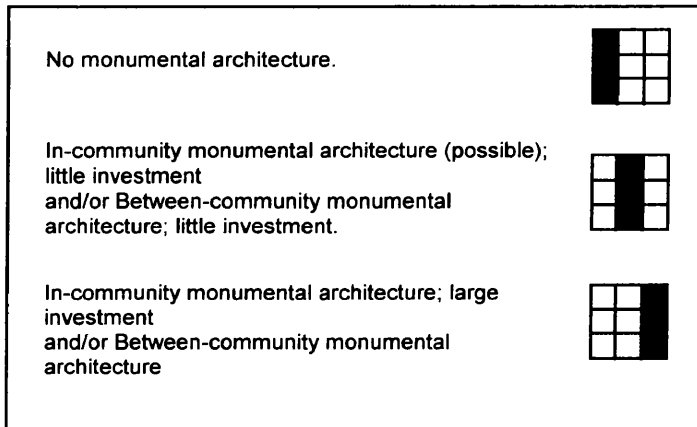 No monumental architecture.
In-community monumental architecture (possible);
little investment
and/or Between-community monumental
architecture; little investment.
In-community monumental architecture; large
investment
and/or Between-community monumental
architecture